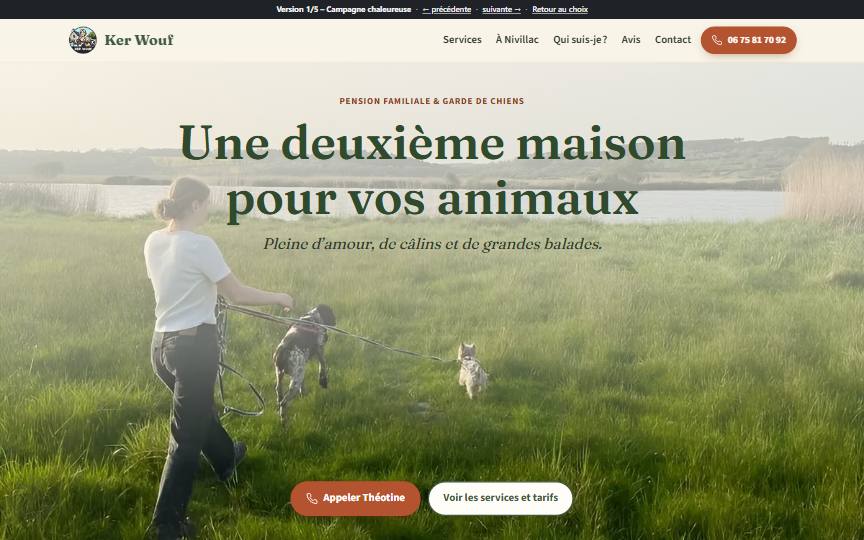 Version 1/5 – Campagne chaleureuse · ← précédente · suivante → · Retour au choix
Ker Wouf
Services À Nivillac Qui suis-je? Avis Contact 06 75 81 70 92
PENSION FAMILIALE & GARDE DE CHIENS
Une deuxième maison
pour vos animaux
Pleine d'amour, de câlins et de grandes balades.
Appeler Théotine Voir les services et tarifs